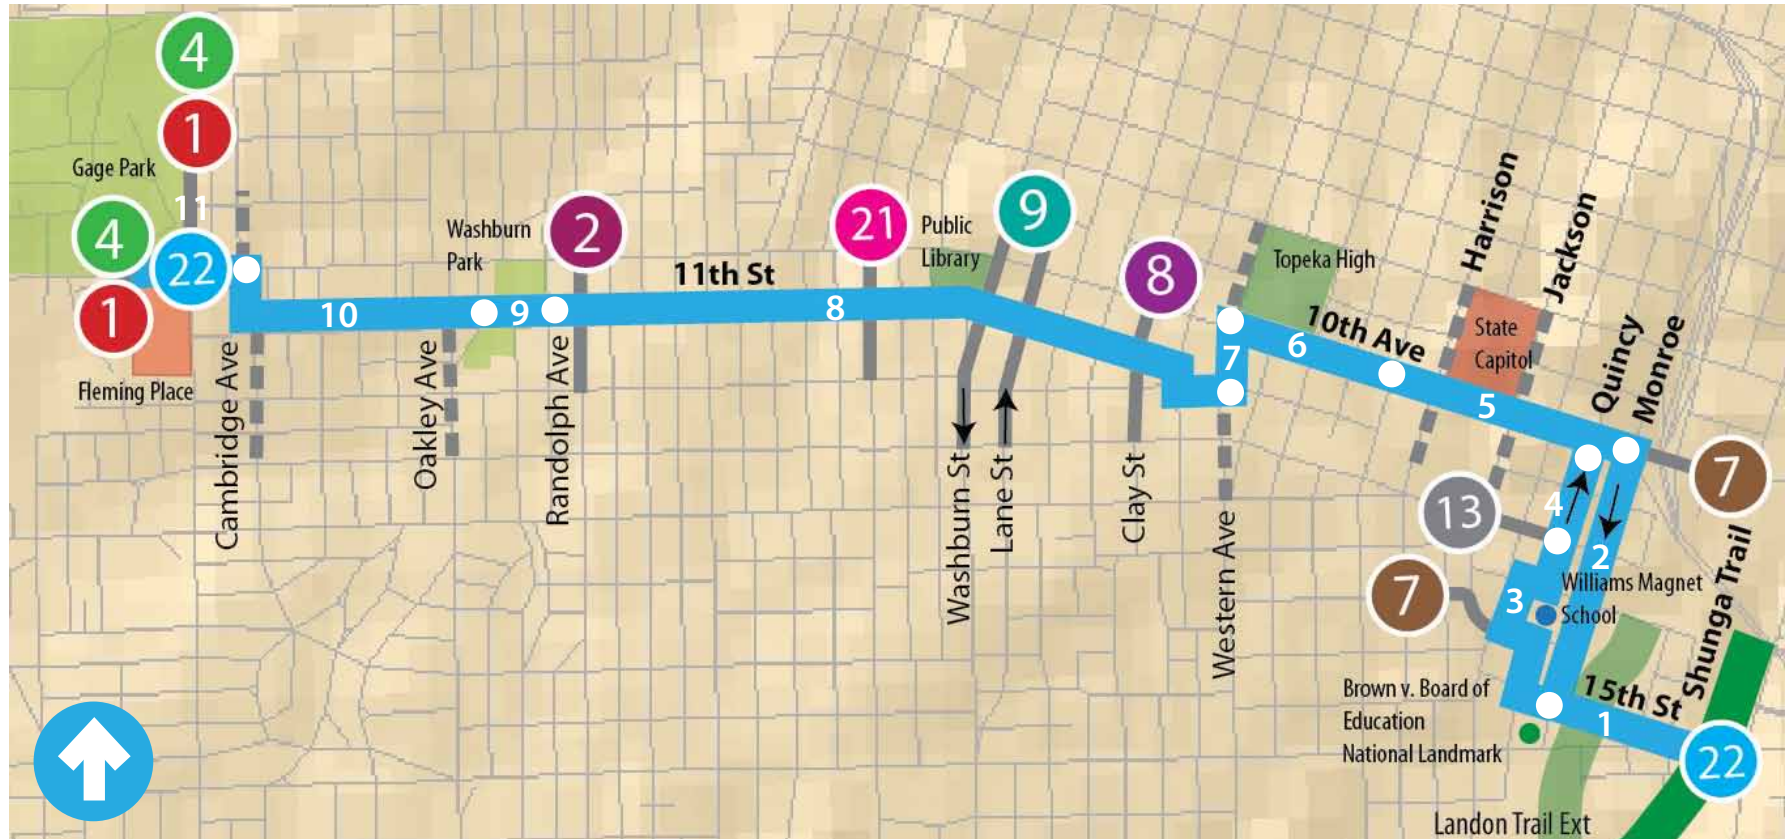 4
1
Gage Park
11
4
22
1
Fleming Place
Cambridge Ave
10
Oakley Ave
Washburn
Park
9
Randolph Ave
2
11th St
8
21
Public
Library
9
Washburn St
Lane St
8
Clay St
Western Ave
7
Topeka High
6
10th Ave
Harrison
Jackson
State
Capitol
5
Quincy
Monroe
7
13
4
2
7
3
Williams Magnet
School
Shunga Trail
15th St
1
Brown v. Board of
Education
National Landmark
22
Landon Trail Ext